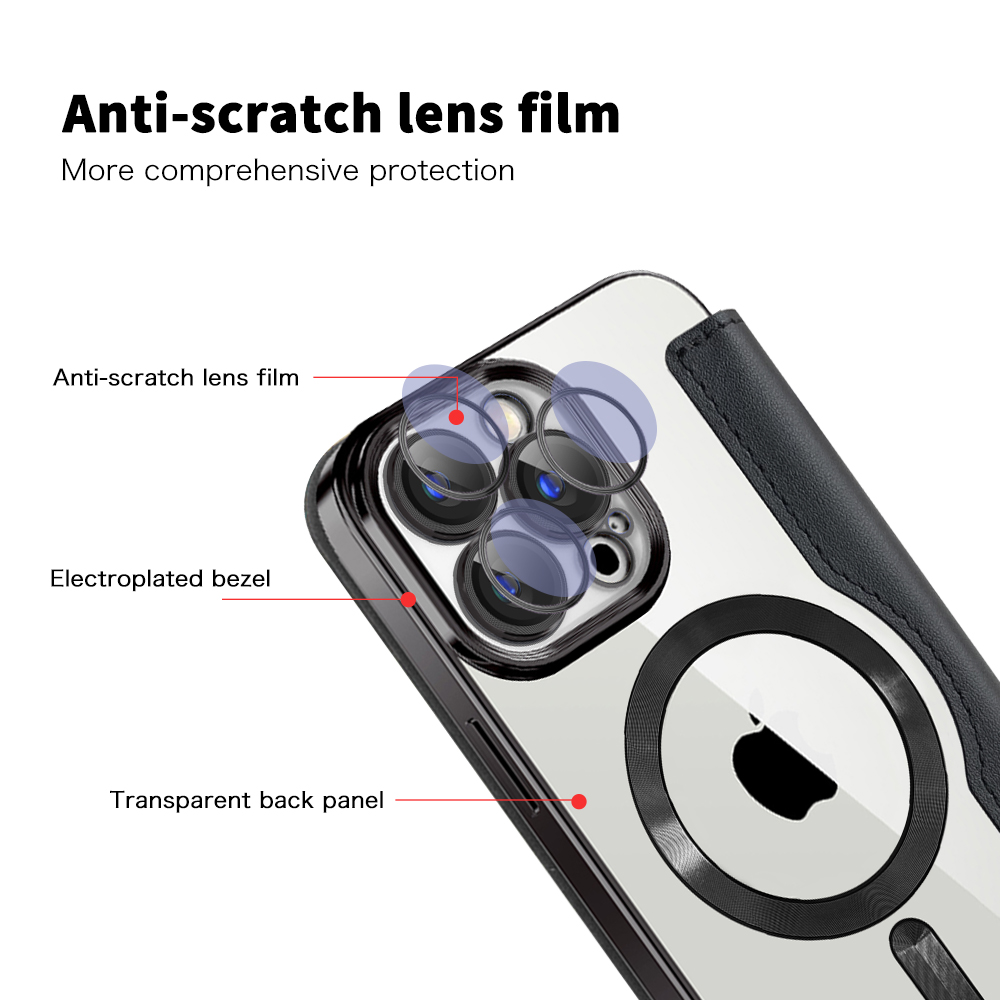 Anti-scratch lens film
More comprehensive protection
Anti-scratch lens film
Electroplated bezel
Transparent back panel